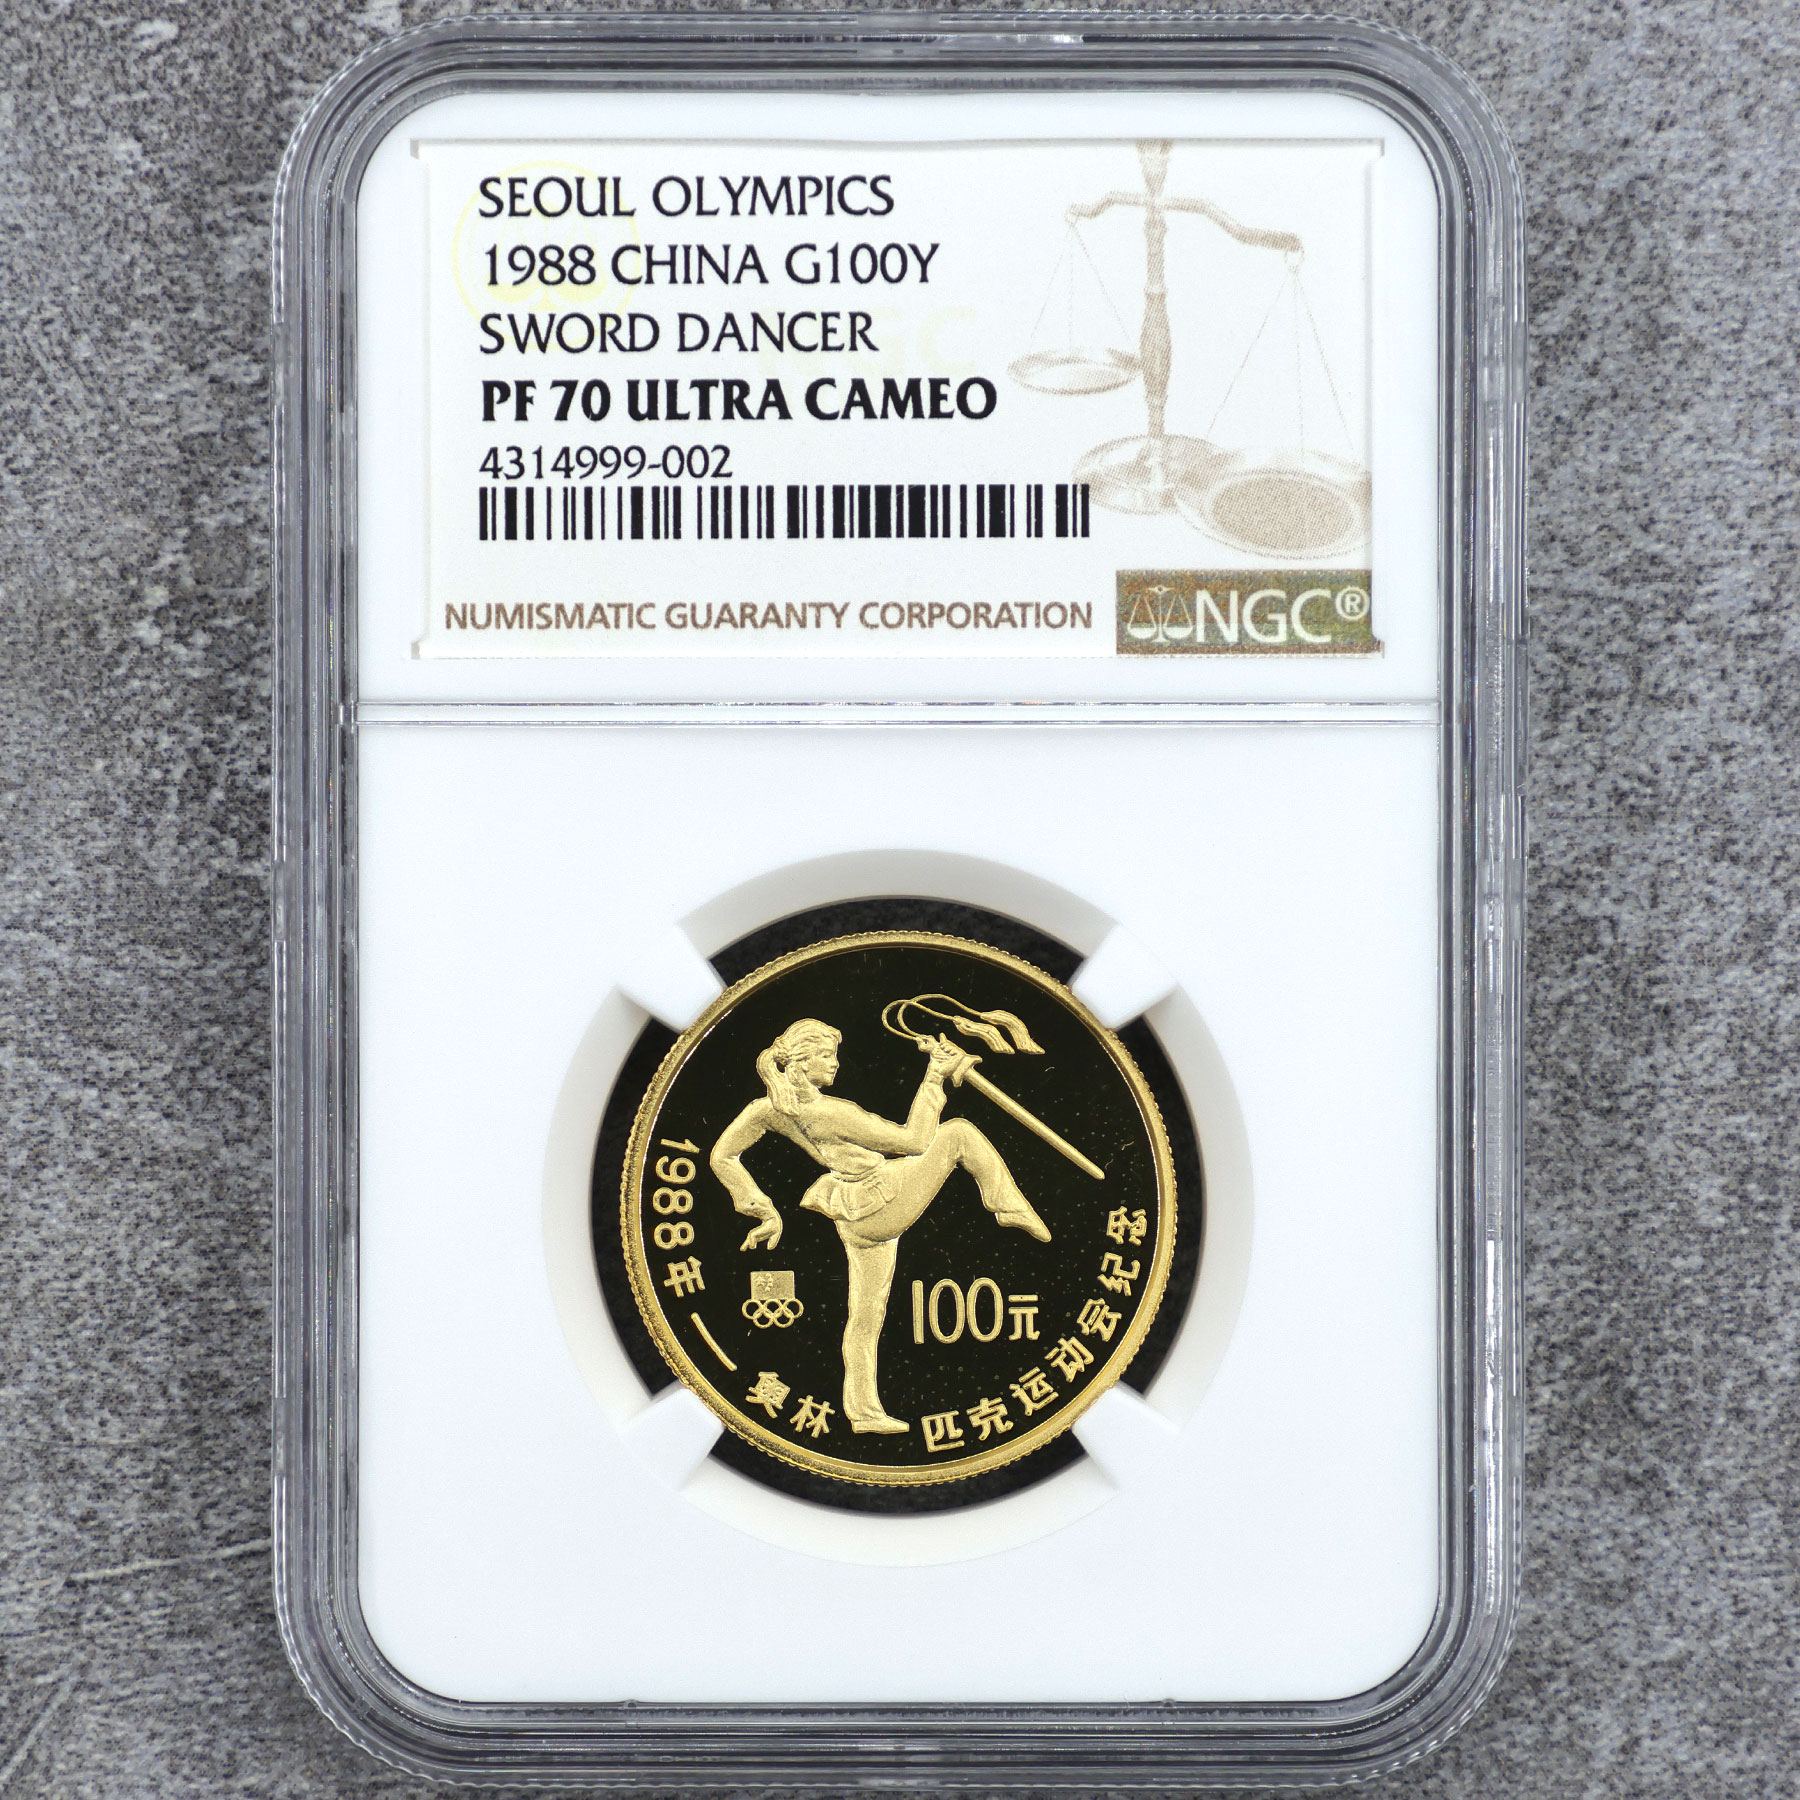 SEOUL OLYMPICS
1988 CHINA G100Y
SWORD DANCER
PF 70 ULTRA CAMEO
4314999-002
NUMISMATIC GUARANTY CORPORATION
NGC®
100元
1988年—奥林匹克运动会纪念